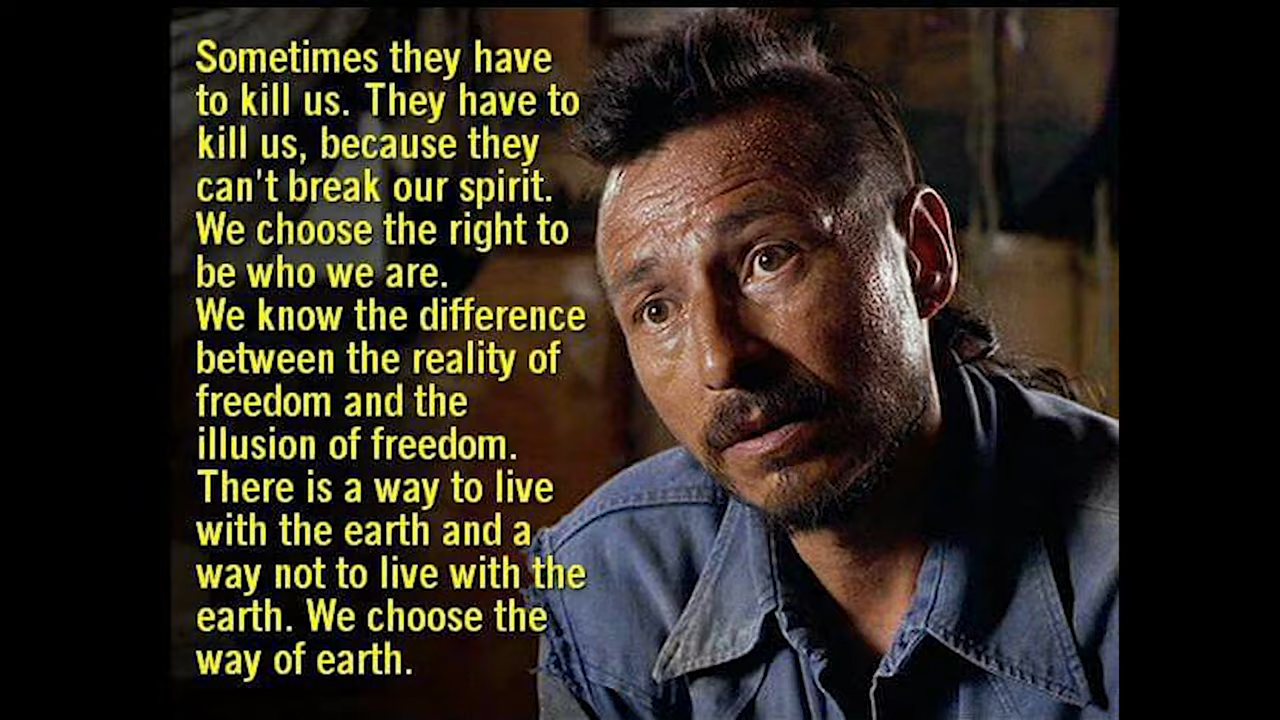 Sometimes they have
to kill us. They have to
kill us, because they
can't break our spirit.
We choose the right to
be who we are.
We know the difference
between the reality of
freedom and the
illusion of freedom.
There is a way to live
with the earth and a
way not to live with the
earth. We choose the
way of earth.